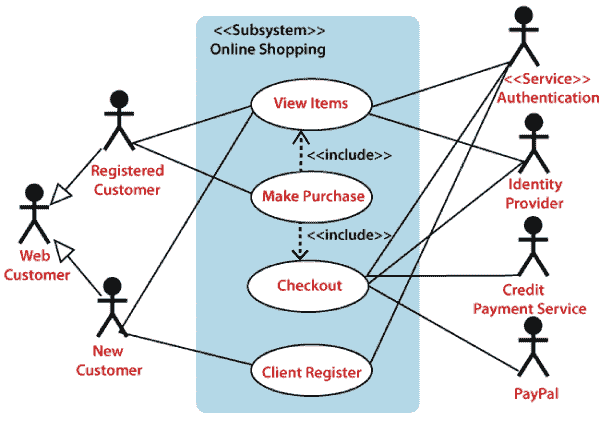 <<Subsystem>>
Online Shopping
<<Service>>
Authentication
View Items
<<include>>
Registered
Customer
Make Purchase
Identity
Provider
<<include>>
Web
Customer
Checkout
Credit
Payment Service
New
Customer
Client Register
PayPal